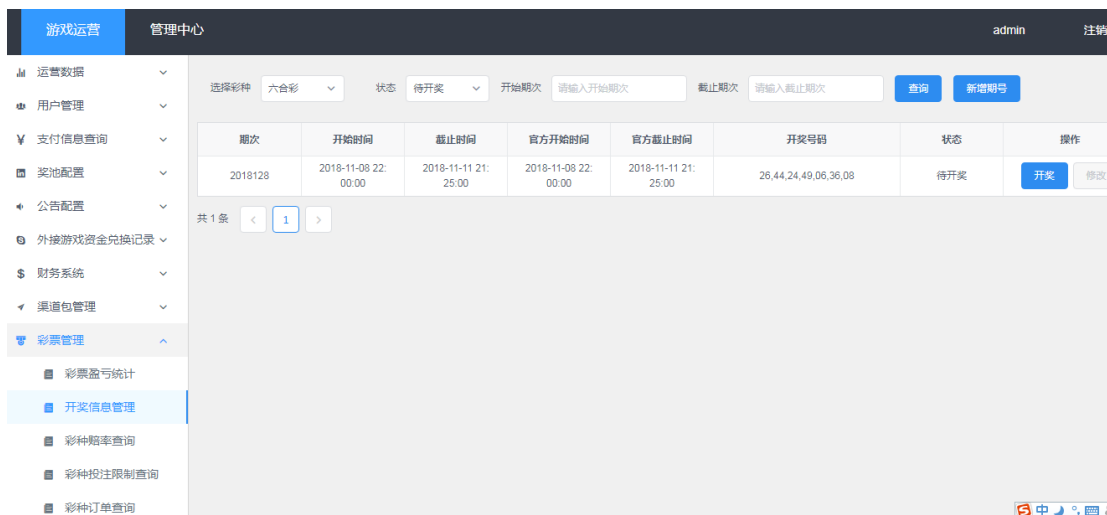 游戏运营 管理中心 admin 注销
运营数据
用户管理
支付信息查询
奖池配置
公告配置
外接游戏资金兑换记录
财务系统
渠道包管理
彩票管理
彩票盈亏统计
开奖信息管理
彩种赔率查询
彩种投注限制查询
彩种订单查询
选择彩种 六合彩 状态 待开奖 开始期次 请输入开始期次 截止期次 请输入截止期次 查询 新增期号
期次 开始时间 截止时间 官方开始时间 官方截止时间 开奖号码 状态 操作
2018128 2018-11-08 22:00:00 2018-11-11 21:25:00 2018-11-08 22:00:00 2018-11-11 21:25:00 26,44,24,49,06,36,08 待开奖 开奖 修改
共 1 条 < 1 >
中